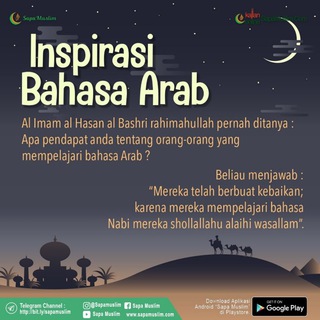 Sapa Muslim
kajian
Inspirasi
Bahasa Arab
Al Imam al Hasan al Bashri rahimahullah pernah ditanya :
Apa pendapat anda tentang orang-orang yang
mempelajari bahasa Arab ?
Beliau menjawab :
“Mereka telah berbuat kebaikan;
karena mereka mempelajari bahasa
Nabi mereka shollallahu alaihi wasallam”.
Telegram Channel :
http://bit.ly/sapamuslim
@Sapamuslim
@Sapa Muslim
Sapa Muslim
www.sapamuslim.com
Download Aplikasi
Android "Sapa Muslim"
di Playstore
GET IT ON
Google Play